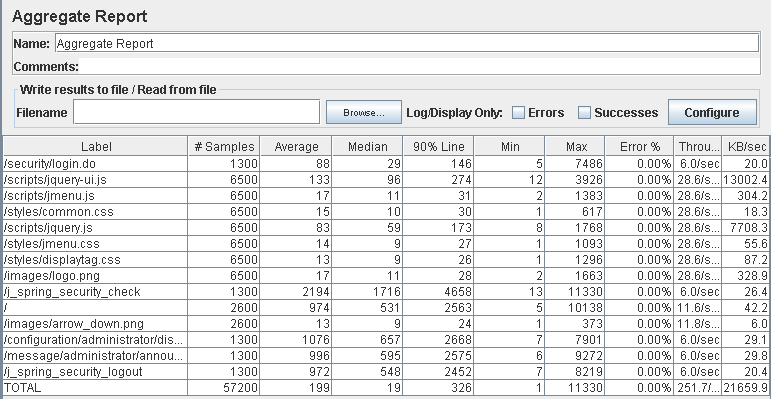 Aggregate Report
Name: Aggregate Report
Comments:
Write results to file / Read from file
Filename Browse... Log/Display Only: Errors Successes Configure
Label # Samples Average Median 90% Line Min Max Error % Throu... KB/sec
/security/login.do 1300 88 29 146 5 7486 0.00% 6.0/sec 20.0
/scripts/jquery-ui.js 6500 133 96 274 12 3926 0.00% 28.6/s... 13002.4
/scripts/jmenu.js 6500 17 11 31 2 1383 0.00% 28.6/s... 304.2
/styles/common.css 6500 15 10 30 1 617 0.00% 28.6/s... 18.3
/scripts/jquery.js 6500 83 59 173 8 1768 0.00% 28.6/s... 7708.3
/styles/jmenu.css 6500 14 9 27 1 1093 0.00% 28.6/s... 55.6
/styles/displaytag.css 6500 13 9 26 1 1296 0.00% 28.6/s... 87.2
/images/logo.png 6500 17 11 28 2 1663 0.00% 28.6/s... 328.9
/j_spring_security_check 1300 2194 1716 4658 13 11330 0.00% 6.0/sec 26.4
/ 2600 974 531 2563 5 10138 0.00% 11.6/s... 42.2
/images/arrow_down.png 2600 13 9 24 1 373 0.00% 11.8/s... 6.0
/configuration/administrator/dis... 1300 1076 657 2668 7 7901 0.00% 6.0/sec 29.1
/message/administrator/annou... 1300 996 595 2575 6 9272 0.00% 6.0/sec 29.8
/j_spring_security_logout 1300 972 548 2452 7 8219 0.00% 6.0/sec 20.4
TOTAL 57200 199 19 326 1 11330 0.00% 251.7/... 21659.9